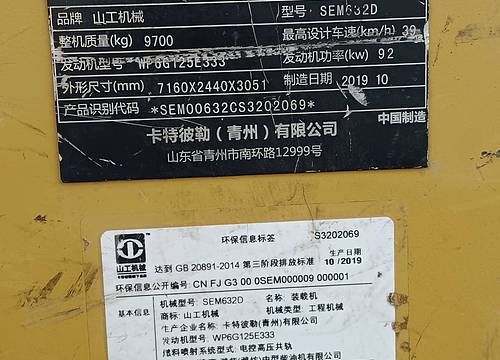 品牌 山工机械 型号: SEM632D
整机质量(kg) 9700 最高设计车速(km/h) 39
发动机型号 WP6G125E333 发动机功率(kw) 92
外形尺寸(mm) 7160X2440X3051 制造日期 2019 10
产品识别代码 *SEM00632CS3202069*
中国制造
卡特彼勒(青州)有限公司
山东省青州市南环路12999号
环保信息标签 S3202069
山工机械
达到 GB 20891-2014 第三阶段排放标准
生产日期
10/2019
环保信息公开编号: CN FJ G3 00 0SEM000009 000001
基本信息
机械型号: SEM632D 名称: 装载机
商标: 山工机械 机械类型: 工程机械
生产企业名称: 卡特彼勒(青州)有限公司
发动机型号: WP6G125E333
燃料喷射系统型式: 电控高压共轨
中型柴油机有限